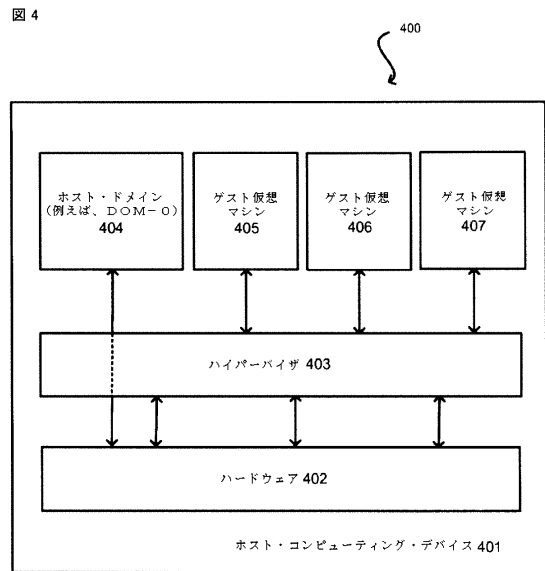 図 4
400
ホスト・ドメイン
(例えば、DOM-0)
404
ゲスト仮想
マシン
405
ゲスト仮想
マシン
406
ゲスト仮想
マシン
407
ハイパーバイザ 403
ハードウェア 402
ホスト・コンピューティング・デバイス 401